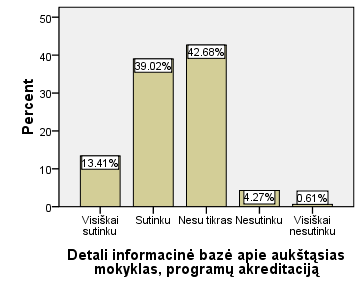 50
40
30
20
10
0
Percent
13.41%
39.02%
42.68%
4.27%
0.61%
Visiškai sutinku
Sutinku
Nesu tikras
Nesutinku
Visiškai nesutinku
Detali informacinė bazė apie aukštąsias
mokyklas, programų akreditaciją